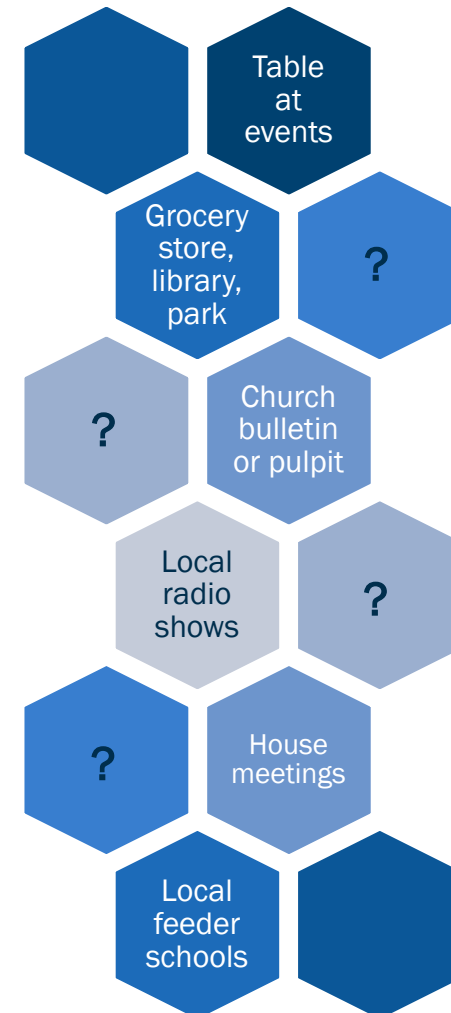 Table
at
events
Grocery
store,
library,
park
?
?
Church
bulletin
or pulpit
Local
radio
shows
?
?
House
meetings
Local
feeder
schools